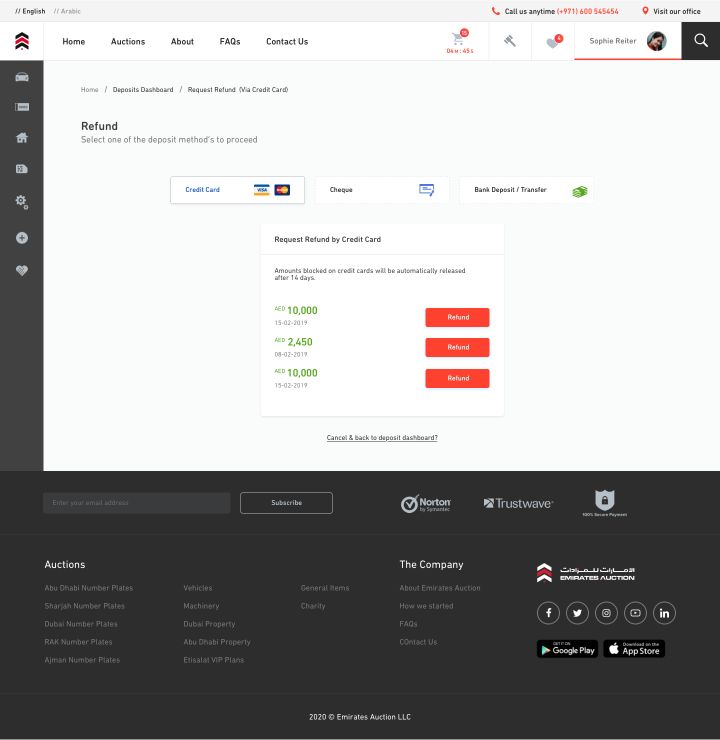 // English // Arabic
Call us anytime (+971) 600 545454
Visit our office
Home
Auctions
About
FAQs
Contact Us
15
04M : 45S
4
Sophie Reiter
Home / Deposits Dashboard / Request Refund (Via Credit Card)
Refund
Select one of the deposit method's to proceed
Credit Card
VISA
Cheque
Bank Deposit / Transfer
Request Refund by Credit Card
Amounts blocked on credit cards will be automatically released
after 14 days.
AED 10,000
15-02-2019
Refund
AED 2,450
08-02-2019
Refund
AED 10,000
15-02-2019
Refund
Cancel & back to deposit dashboard?
Enter your email address
Subscribe
Norton
by Symantec
Trustwave
100% Secure Payment
Auctions
Abu Dhabi Number Plates
Sharjah Number Plates
Dubai Number Plates
RAK Number Plates
Ajman Number Plates
Vehicles
Machinery
Dubai Property
Abu Dhabi Property
Etisalat VIP Plans
General Items
Charity
The Company
About Emirates Auction
How we started
FAQs
COntact Us
الامارات للمزادات
EMIRATES AUCTION
GET IT ON
Google Play
Download on the
App Store
2020 © Emirates Auction LLC